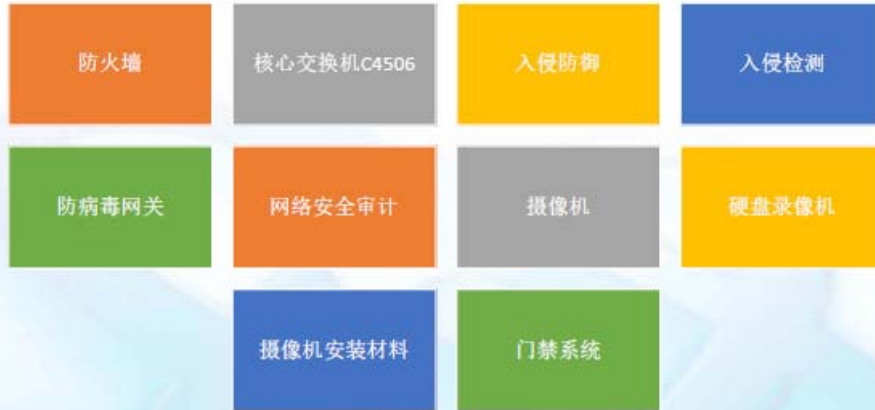 防火墙
核心交换机C4506
入侵防御
入侵检测
防病毒网关
网络安全审计
摄像机
硬盘录像机
摄像机安装材料
门禁系统